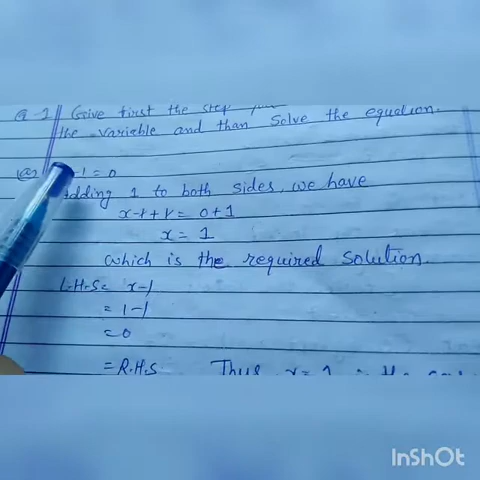 Q-1 Give first the step
the variable and than solve the equation.
-1 = 0
Adding 1 to both sides, we have
x-1+1 = 0+1
x = 1
which is the required solution.
L.H.S = x-1
= 1-1
= 0
= R.H.S Thus x = 1 is the
InShOt